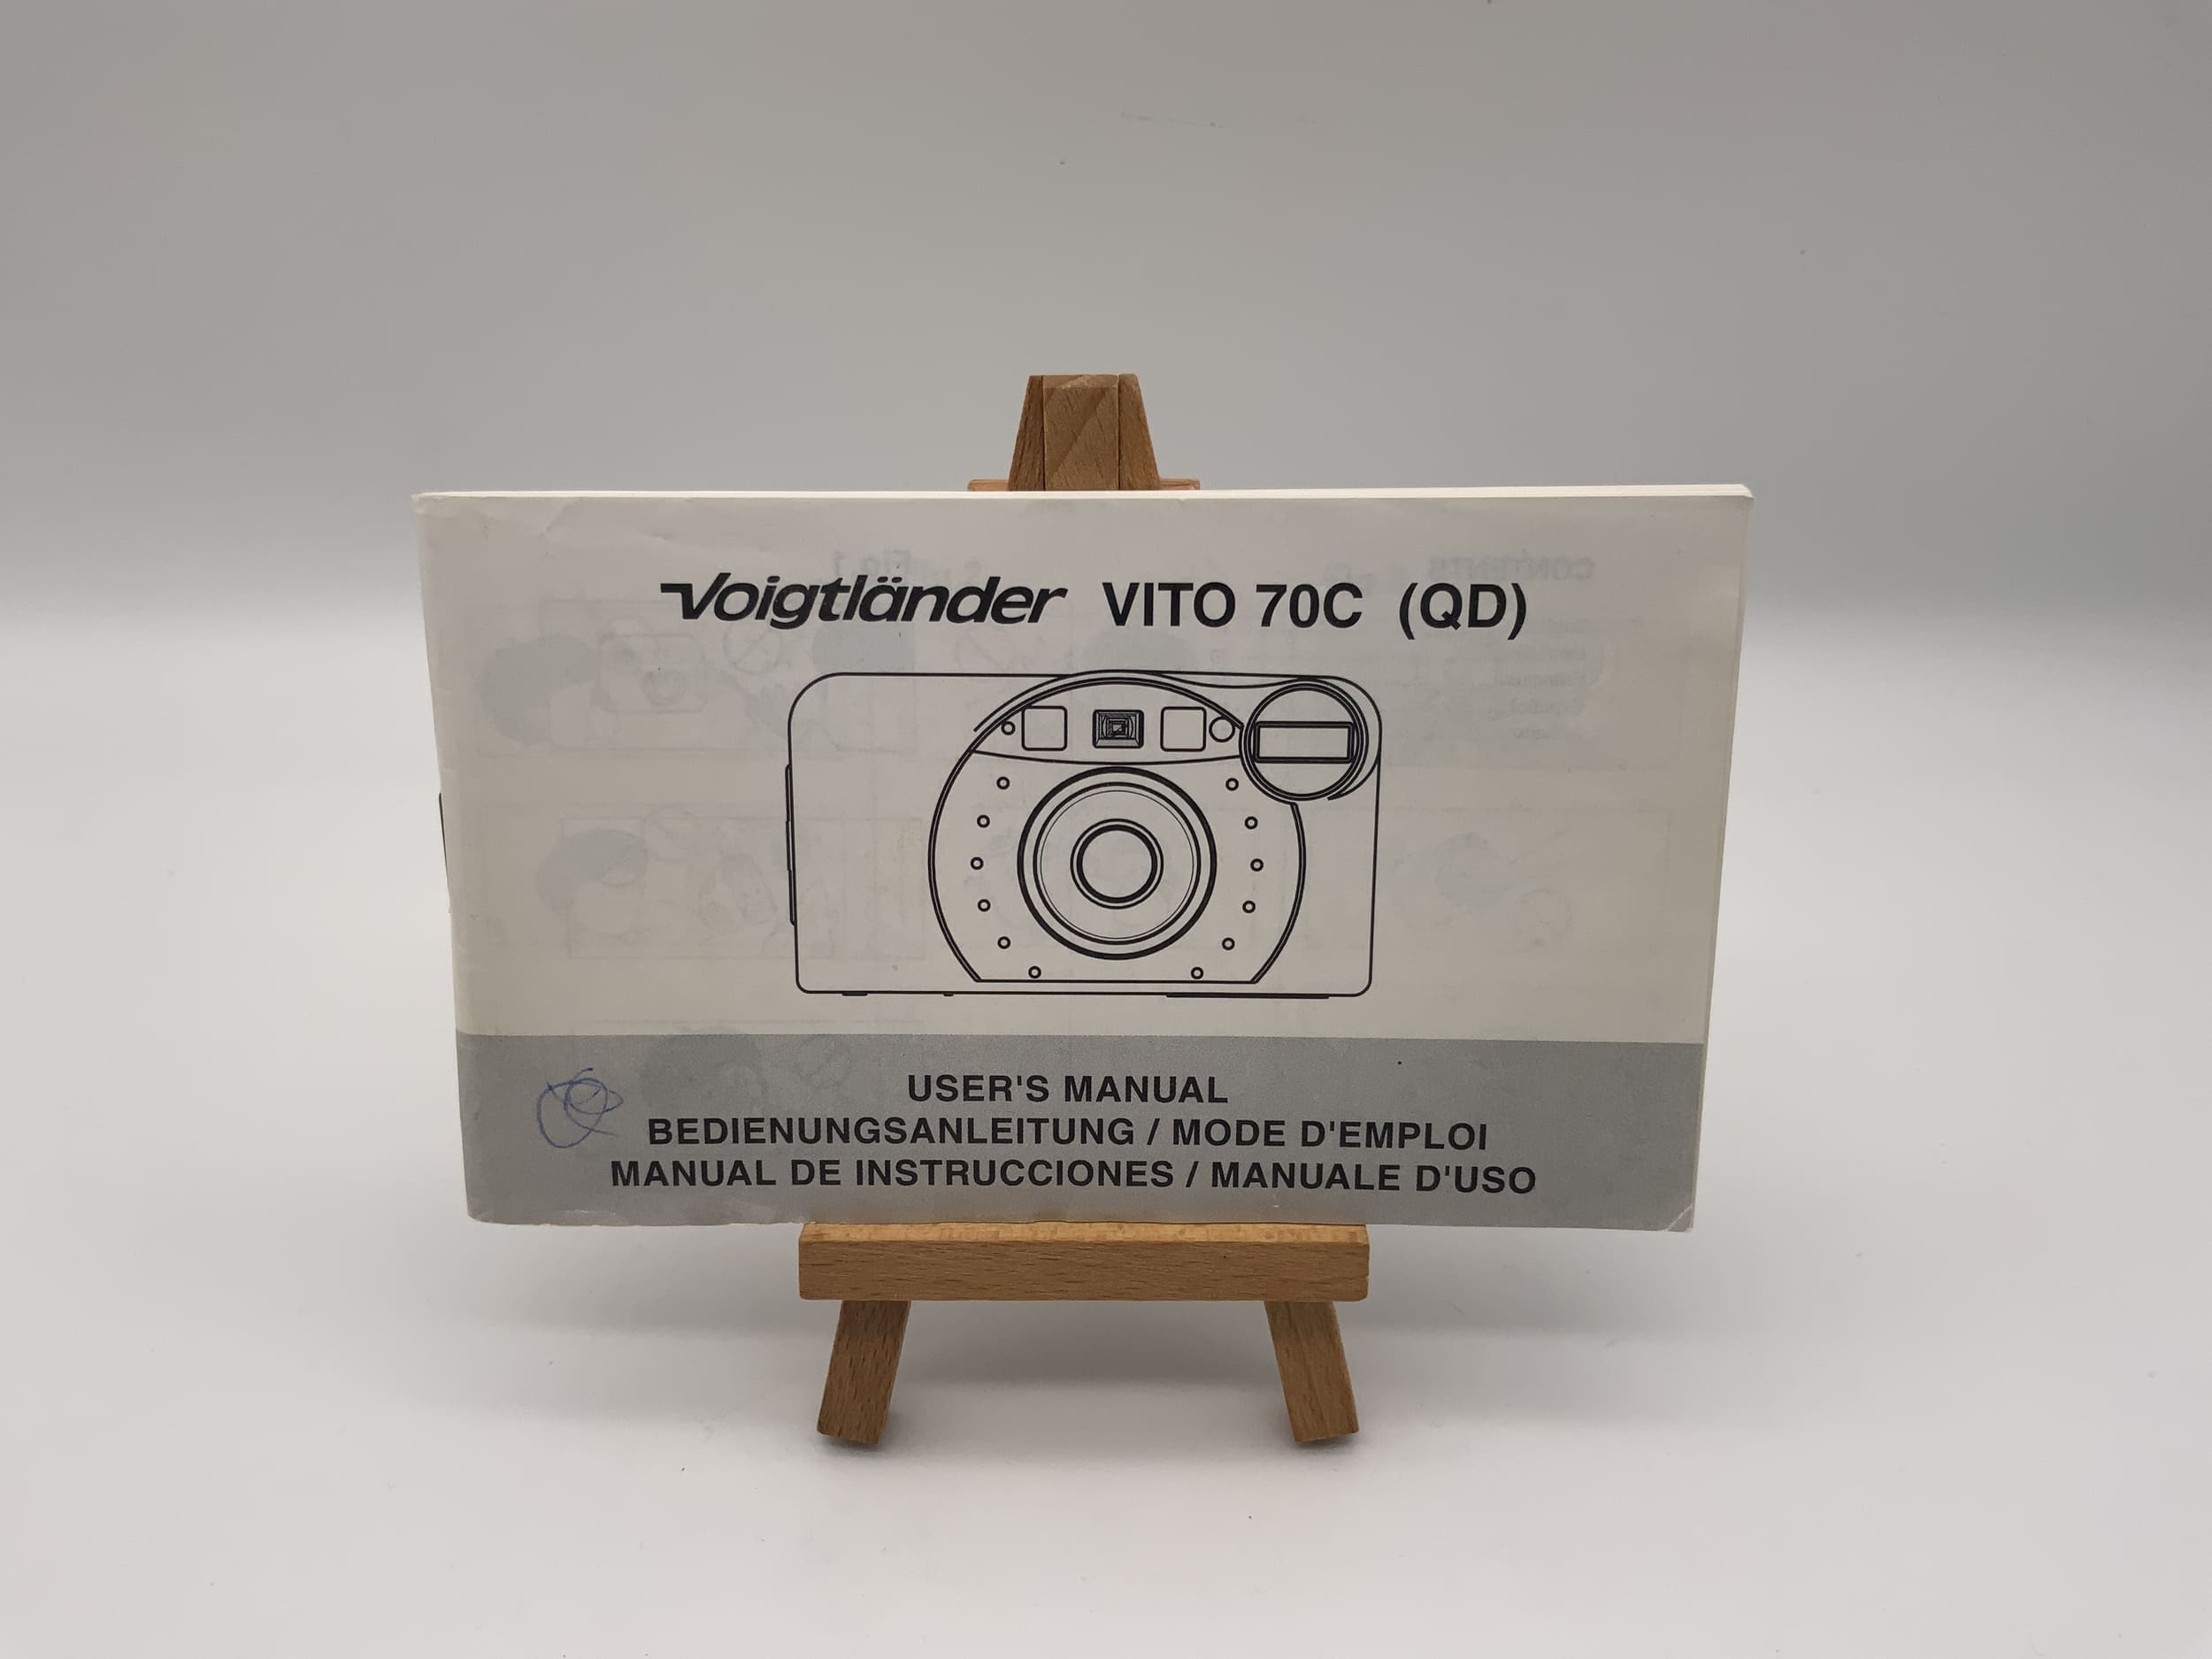 Voigtländer VITO 70C (QD)
USER'S MANUAL
BEDIENUNGSANLEITUNG / MODE D'EMPLOI
MANUAL DE INSTRUCCIONES / MANUALE D'USO